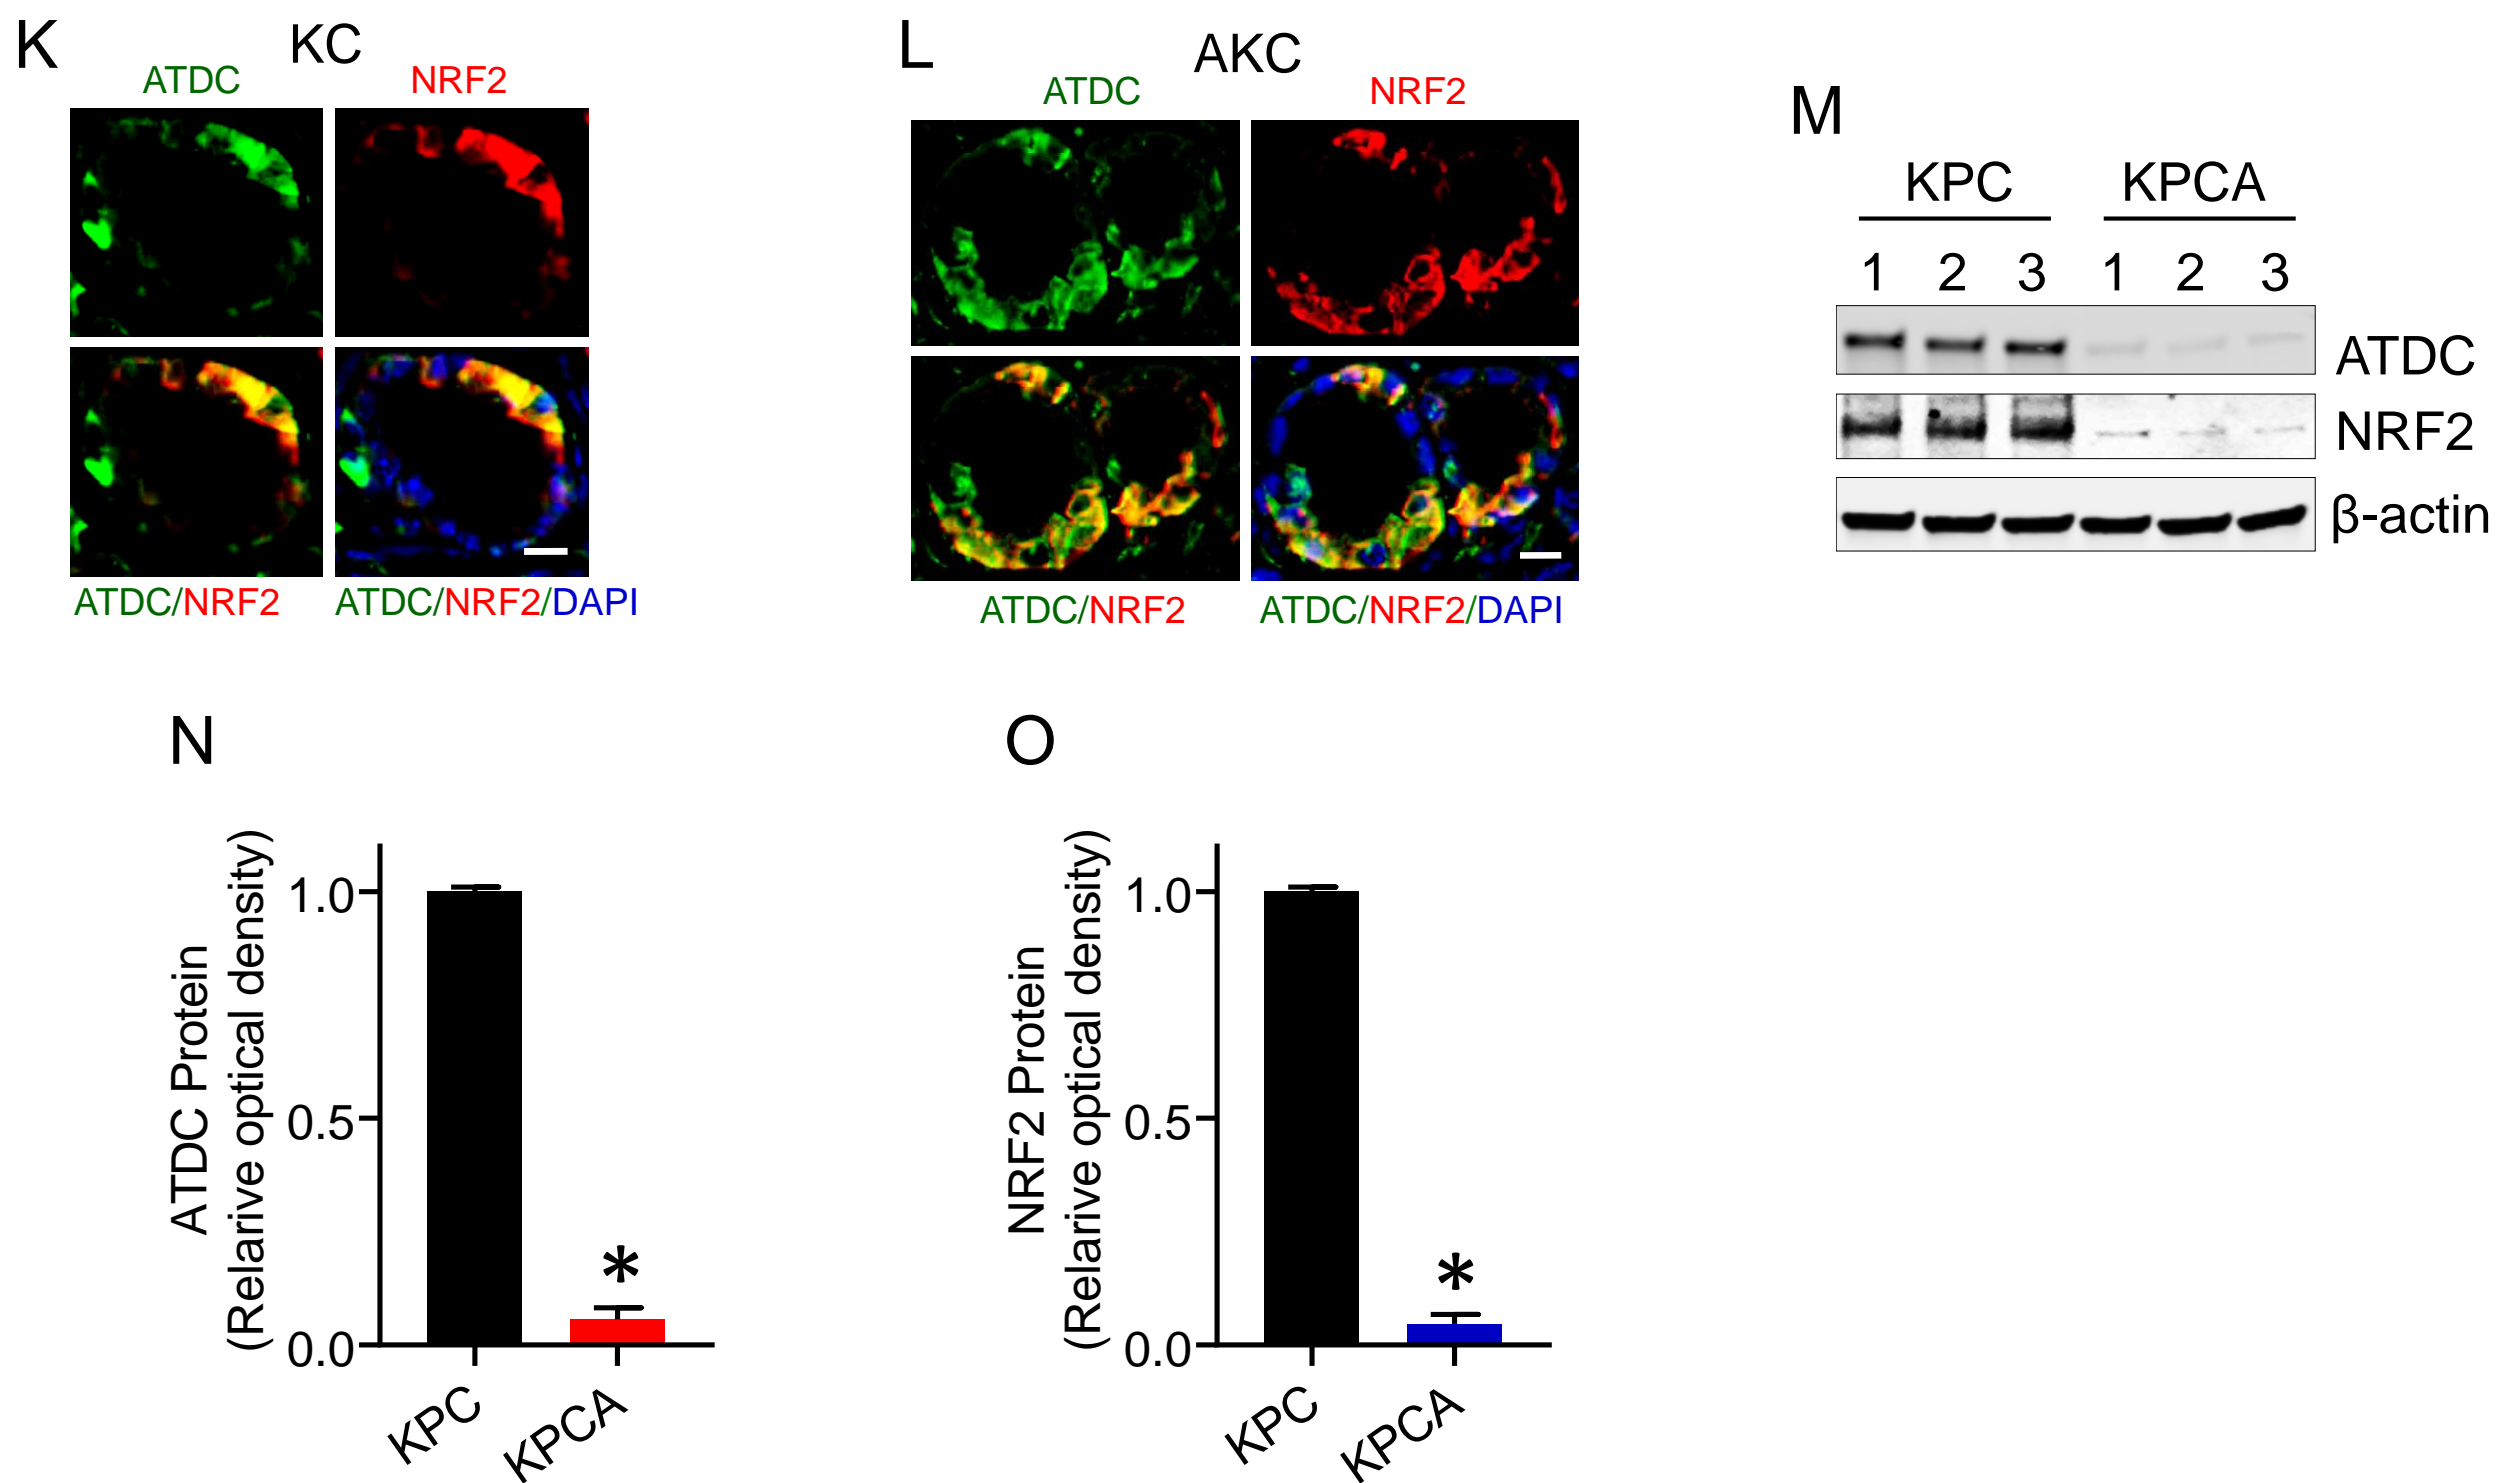 K
KC
ATDC
NRF2
ATDC/NRF2
ATDC/NRF2/DAPI
L
AKC
ATDC
NRF2
ATDC/NRF2
ATDC/NRF2/DAPI
M
KPC
KPCA
1 2 3 1 2 3
ATDC
NRF2
β-actin
N
ATDC Protein
(Relarive optical density)
1.0
0.5
0.0
KPC
KPCA
*
O
NRF2 Protein
(Relarive optical density)
1.0
0.5
0.0
KPC
KPCA
*